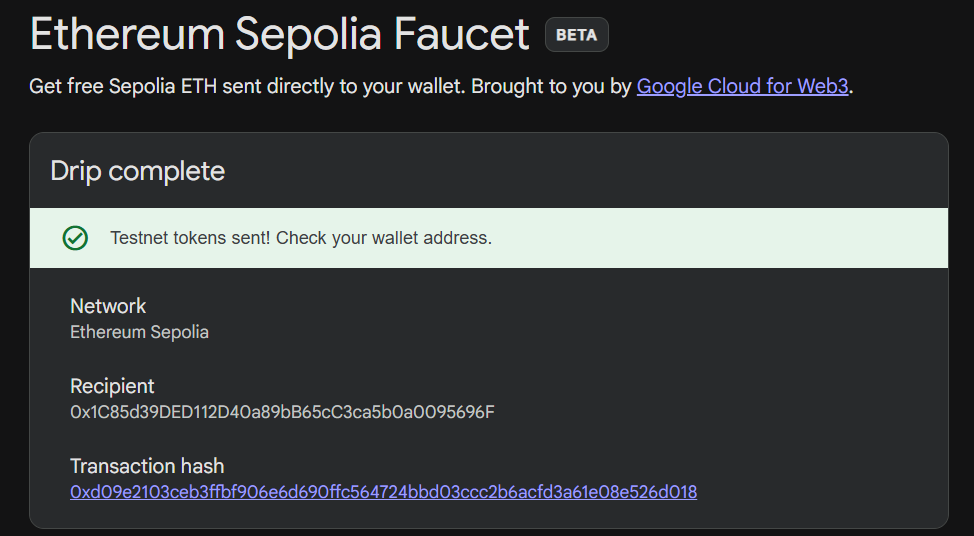 Ethereum Sepolia Faucet BETA
Get free Sepolia ETH sent directly to your wallet. Brought to you by Google Cloud for Web3.
Drip complete
Testnet tokens sent! Check your wallet address.
Network
Ethereum Sepolia
Recipient
0x1C85d39DED112D40a89bB65cC3ca5b0a0095696F
Transaction hash
0xd09e2103ceb3ffbf906e6d690ffc564724bbd03ccc2b6acfd3a61e08e526d018